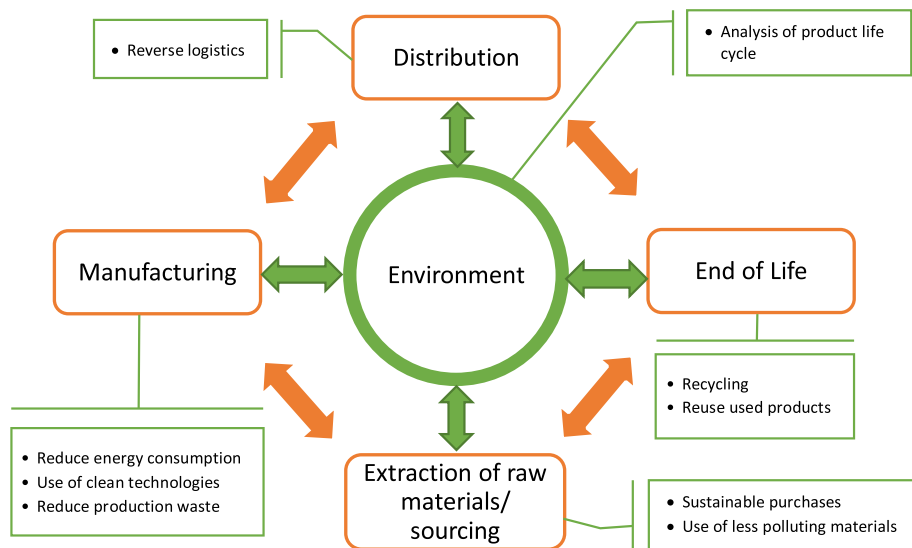 • Reverse logistics
Distribution
• Analysis of product life
cycle
Manufacturing
Environment
End of Life
• Recycling
• Reuse used products
• Reduce energy consumption
• Use of clean technologies
• Reduce production waste
Extraction of raw
materials/
sourcing
• Sustainable purchases
• Use of less polluting materials